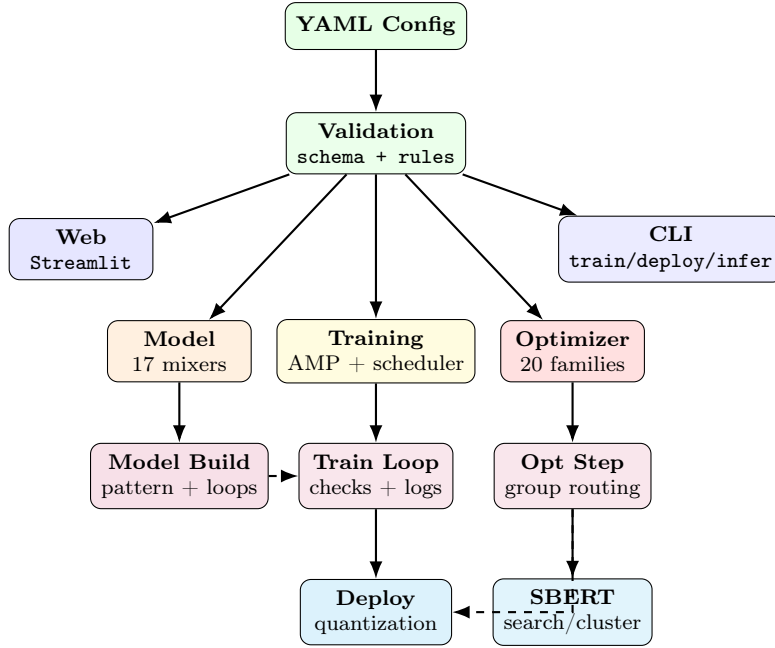 YAML Config
Validation
schema + rules
Web
Streamlit
CLI
train/deploy/infer
Model
17 mixers
Training
AMP + scheduler
Optimizer
20 families
Model Build
pattern + loops
Train Loop
checks + logs
Opt Step
group routing
Deploy
quantization
SBERT
search/cluster